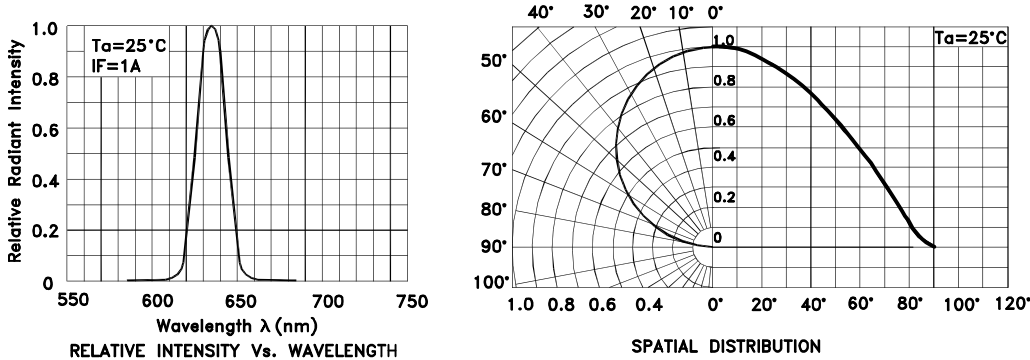 1.0
0.8
0.6
0.4
0.2
0
Relative Radiant Intensity
Ta=25°C
IF=1A
550 600 650 700 750
Wavelength λ (nm)
RELATIVE INTENSITY Vs. WAVELENGTH
40° 30° 20° 10° 0°
50°
60°
70°
80°
90°
100°
Ta=25°C
1.0
0.8
0.6
0.4
0.2
0
1.0 0.8 0.6 0.4 0° 20° 40° 60° 80° 100° 120°
SPATIAL DISTRIBUTION